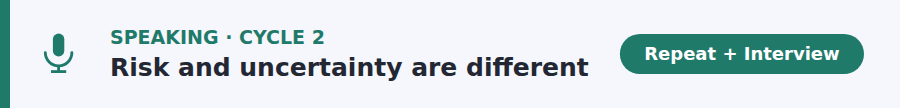 SPEAKING · CYCLE 2
Risk and uncertainty are different
Repeat + Interview